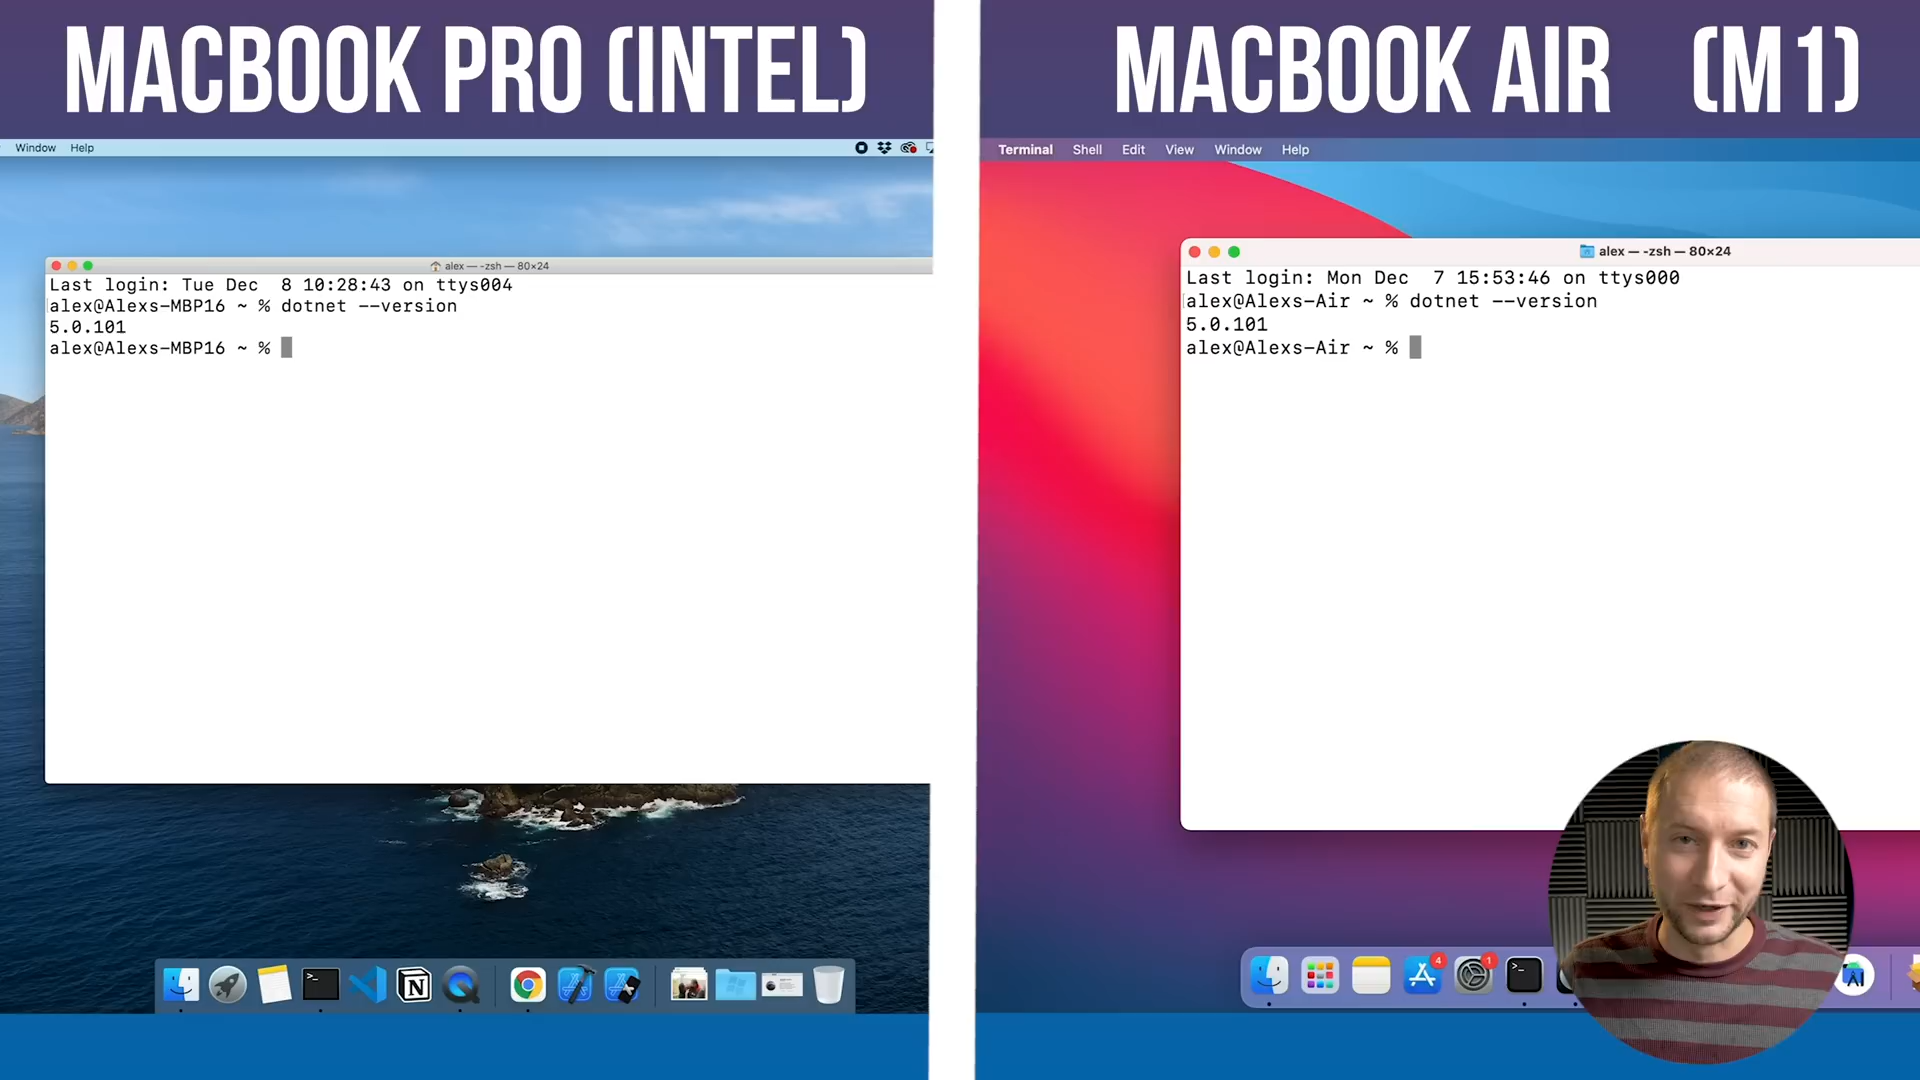 MACBOOK PRO (INTEL)
Window Help
alex — -zsh — 80×24
Last login: Tue Dec  8 10:28:43 on ttys004
alex@Alexs-MBP16 ~ % dotnet --version
5.0.101
alex@Alexs-MBP16 ~ %
MACBOOK AIR (M1)
Terminal Shell Edit View Window Help
alex — -zsh — 80×24
Last login: Mon Dec  7 15:53:46 on ttys000
alex@Alexs-Air ~ % dotnet --version
5.0.101
alex@Alexs-Air ~ %
4
1